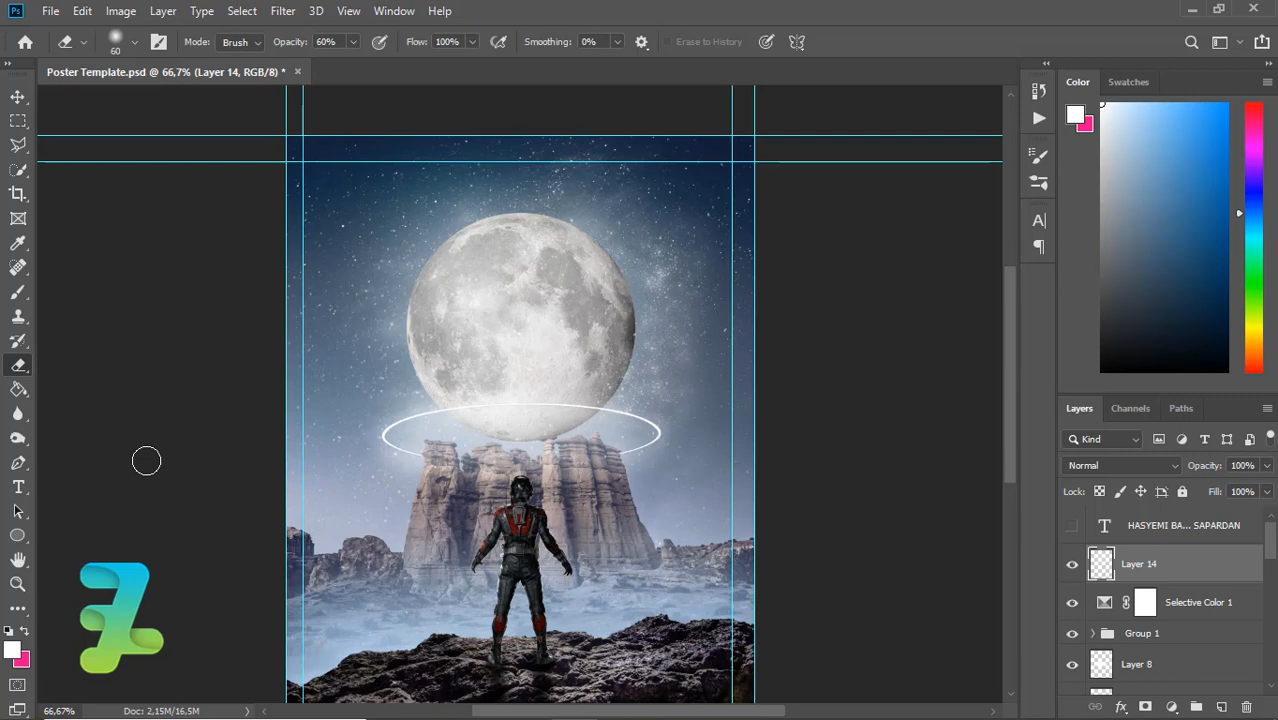 Ps File Edit Image Layer Type Select Filter 3D View Window Help
60 Mode: Brush Opacity: 60% Flow: 100% Smoothing: 0% Erase to History
Poster Template.psd @ 66,7% (Layer 14, RGB/8) *
Color Swatches
Layers Channels Paths
Kind
Normal Opacity: 100%
Lock: Fill: 100%
HASYEMI BA... SAPARDAN
Layer 14
Selective Color 1
Group 1
Layer 8
66,67% Doc: 2,15M/16,5M